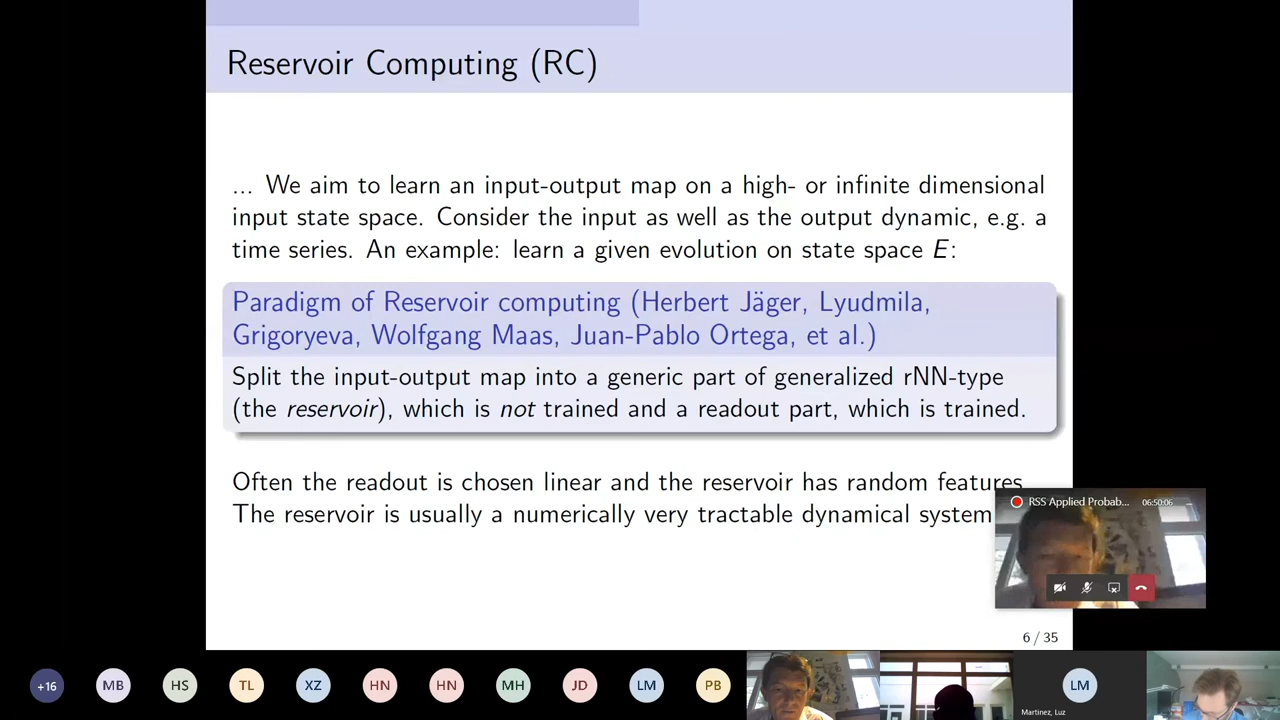 Reservoir Computing (RC)
... We aim to learn an input-output map on a high- or infinite dimensional
input state space. Consider the input as well as the output dynamic, e.g. a
time series. An example: learn a given evolution on state space E:
Paradigm of Reservoir computing (Herbert Jäger, Lyudmila,
Grigoryeva, Wolfgang Maas, Juan-Pablo Ortega, et al.)
Split the input-output map into a generic part of generalized rNN-type
(the reservoir), which is not trained and a readout part, which is trained.
Often the readout is chosen linear and the reservoir has random features
The reservoir is usually a numerically very tractable dynamical system
RSS Applied Probab... 06:50:06
6 / 35
+16 MB HS TL XZ HN HN MH JD LM PB LM
Martinez, Luz